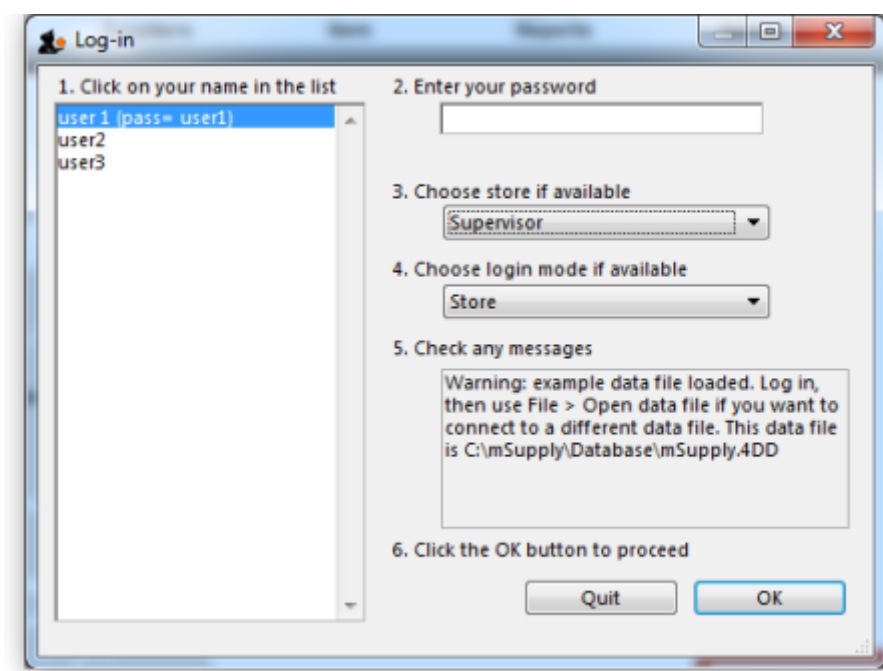 Log-in
1. Click on your name in the list
user 1 (pass= user1)
user2
user3
2. Enter your password
3. Choose store if available
Supervisor
4. Choose login mode if available
Store
5. Check any messages
Warning: example data file loaded. Log in,
then use File > Open data file if you want to
connect to a different data file. This data file
is C:\mSupply\Database\mSupply.4DD
6. Click the OK button to proceed
Quit
OK